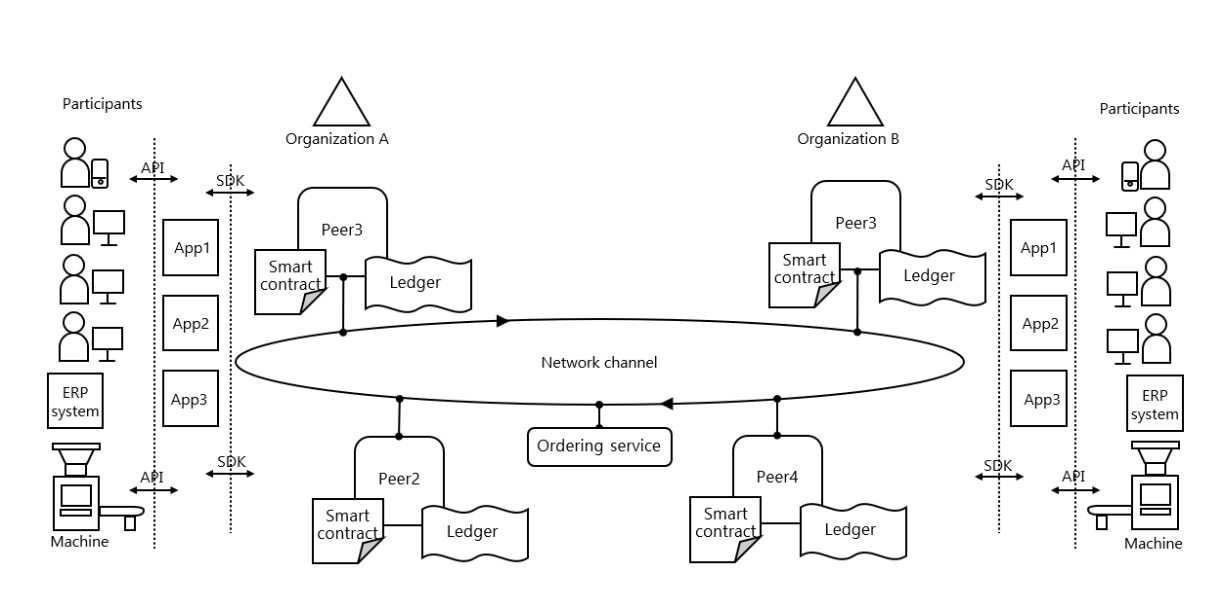 Participants
Organization A
Organization B
Participants
API
SDK
SDK
API
Peer3
Peer3
App1
Smart
contract
Ledger
Smart
contract
Ledger
App1
App2
App2
Network channel
ERP
system
App3
App3
ERP
system
Ordering service
SDK
API
Peer2
Peer4
SDK
API
Smart
contract
Ledger
Smart
contract
Ledger
Machine
Machine